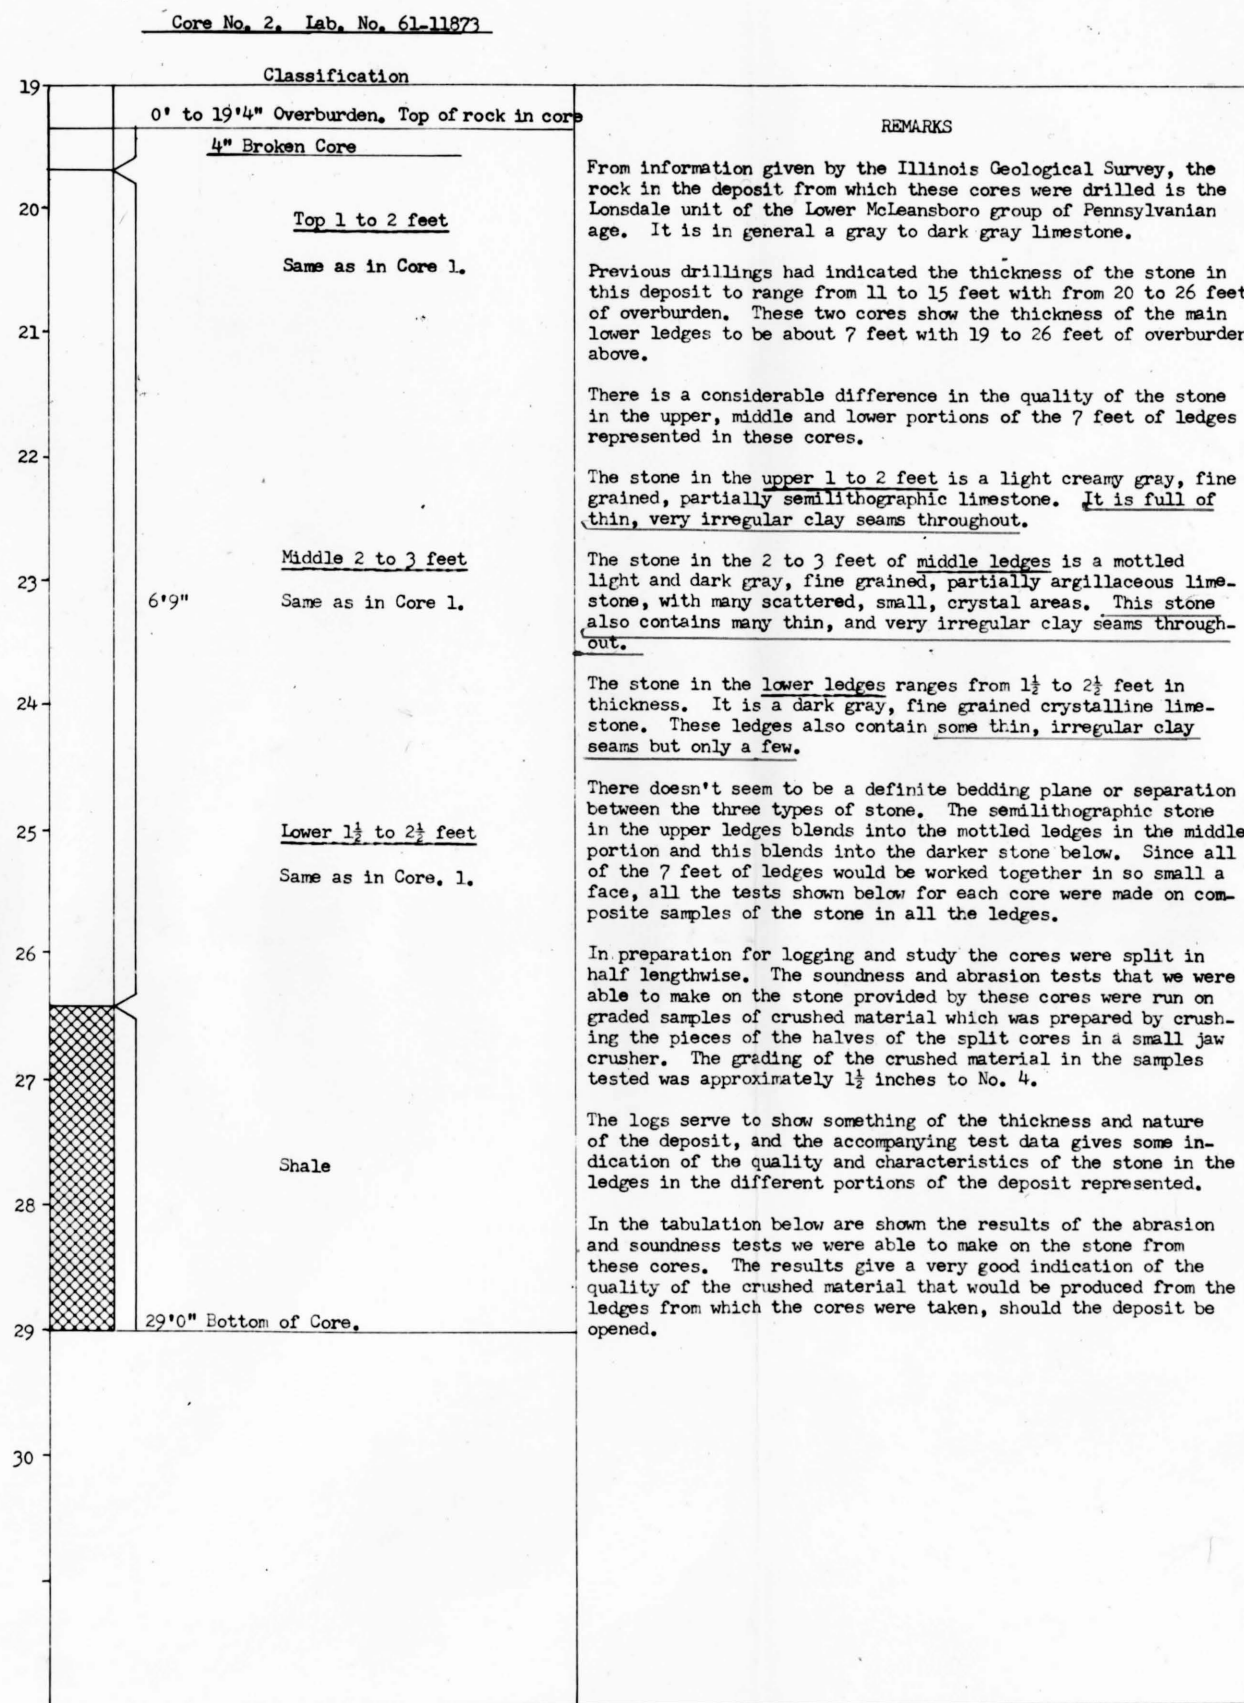 Core No. 2. Lab. No. 61-11873
Classification
19
0' to 19'4" Overburden. Top of rock in core
4" Broken Core
20
Top 1 to 2 feet
Same as in Core 1.
21
22
Middle 2 to 3 feet
23
6'9"
Same as in Core 1.
24
25
Lower 1½ to 2½ feet
Same as in Core. 1.
26
27
Shale
28
29'0" Bottom of Core.
29
30
REMARKS
From information given by the Illinois Geological Survey, the
rock in the deposit from which these cores were drilled is the
Lonsdale unit of the Lower McLeansboro group of Pennsylvanian
age. It is in general a gray to dark gray limestone.
Previous drillings had indicated the thickness of the stone in
this deposit to range from 11 to 15 feet with from 20 to 26 feet
of overburden. These two cores show the thickness of the main
lower ledges to be about 7 feet with 19 to 26 feet of overburden
above.
There is a considerable difference in the quality of the stone
in the upper, middle and lower portions of the 7 feet of ledges
represented in these cores.
The stone in the upper 1 to 2 feet is a light creamy gray, fine
grained, partially semilithographic limestone. It is full of
thin, very irregular clay seams throughout.
The stone in the 2 to 3 feet of middle ledges is a mottled
light and dark gray, fine grained, partially argillaceous lime-
stone, with many scattered, small, crystal areas. This stone
also contains many thin, and very irregular clay seams through-
out.
The stone in the lower ledges ranges from 1½ to 2½ feet in
thickness. It is a dark gray, fine grained crystalline lime-
stone. These ledges also contain some thin, irregular clay
seams but only a few.
There doesn't seem to be a definite bedding plane or separation
between the three types of stone. The semilithographic stone
in the upper ledges blends into the mottled ledges in the middle
portion and this blends into the darker stone below. Since all
of the 7 feet of ledges would be worked together in so small a
face, all the tests shown below for each core were made on com-
posite samples of the stone in all the ledges.
In preparation for logging and study the cores were split in
half lengthwise. The soundness and abrasion tests that we were
able to make on the stone provided by these cores were run on
graded samples of crushed material which was prepared by crush-
ing the pieces of the halves of the split cores in a small jaw
crusher. The grading of the crushed material in the samples
tested was approximately 1½ inches to No. 4.
The logs serve to show something of the thickness and nature
of the deposit, and the accompanying test data gives some in-
dication of the quality and characteristics of the stone in the
ledges in the different portions of the deposit represented.
In the tabulation below are shown the results of the abrasion
and soundness tests we were able to make on the stone from
these cores. The results give a very good indication of the
quality of the crushed material that would be produced from the
ledges from which the cores were taken, should the deposit be
opened.